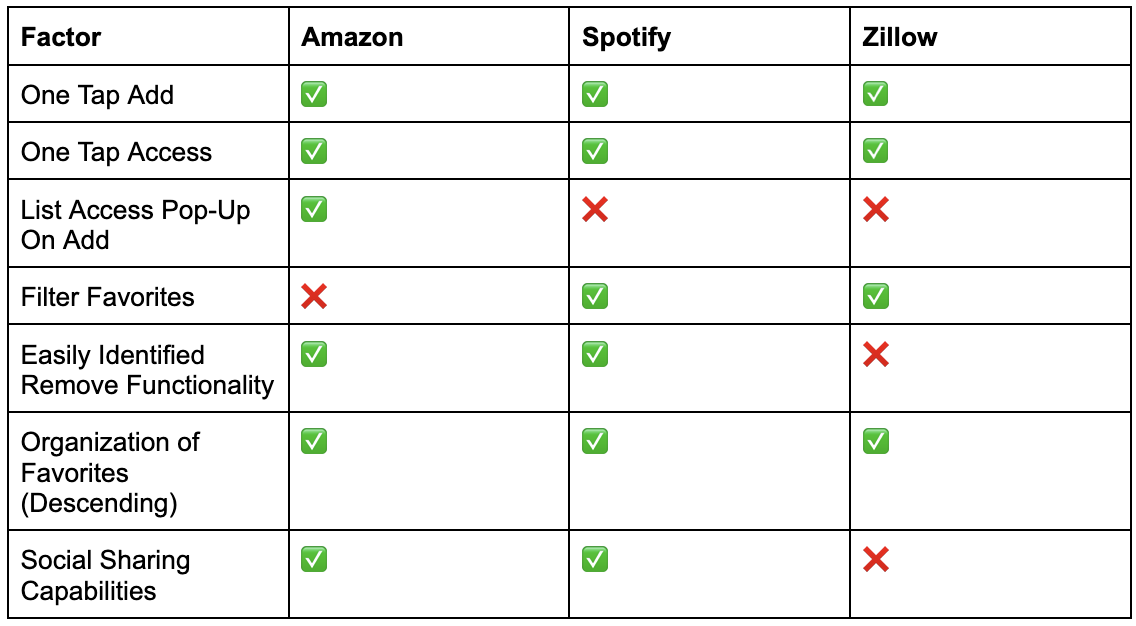 Factor Amazon Spotify Zillow
One Tap Add ✅ ✅ ✅
One Tap Access ✅ ✅ ✅
List Access Pop-Up ✅ ❌ ❌
On Add
Filter Favorites ❌ ✅ ✅
Easily Identified ✅ ✅ ❌
Remove Functionality
Organization of ✅ ✅ ✅
Favorites
(Descending)
Social Sharing ✅ ✅ ❌
Capabilities